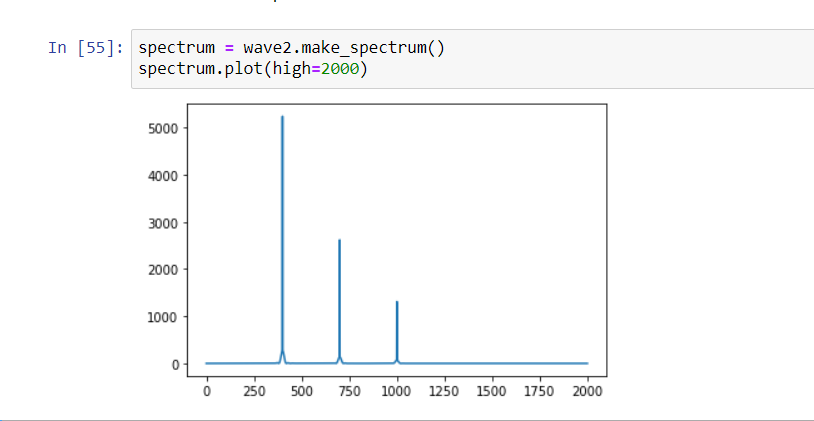 In [55]: spectrum = wave2.make_spectrum()
spectrum.plot(high=2000)
5000
4000
3000
2000
1000
0
0 250 500 750 1000 1250 1500 1750 2000